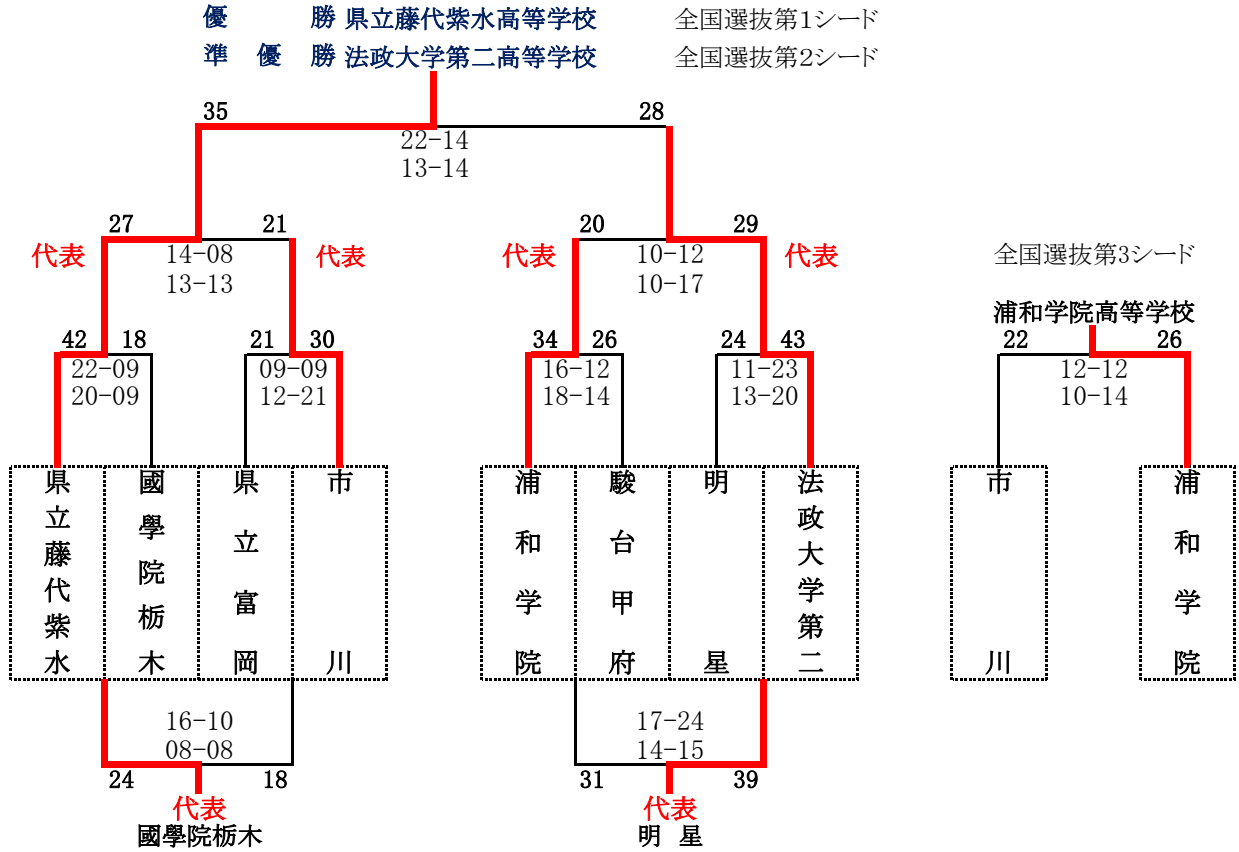 優 勝 県立藤代紫水高等学校 全国選抜第1シード
準 優 勝 法政大学第二高等学校 全国選抜第2シード
35 28
22-14
13-14
27 21 20 29
代表 代表 代表 代表 全国選抜第3シード
14-08 10-12
13-13 10-17
浦和学院高等学校
42 18 21 30 34 26 24 43 22 26
22-09 09-09 16-12 11-23 12-12
20-09 12-21 18-14 13-20 10-14
県立藤代紫水
國學院栃木
県立富岡
市川
浦和学院
駿台甲府
明星
法政大学第二
市川
浦和学院
16-10 17-24
08-08 14-15
24 18 31 39
代表 代表
國學院栃木 明 星